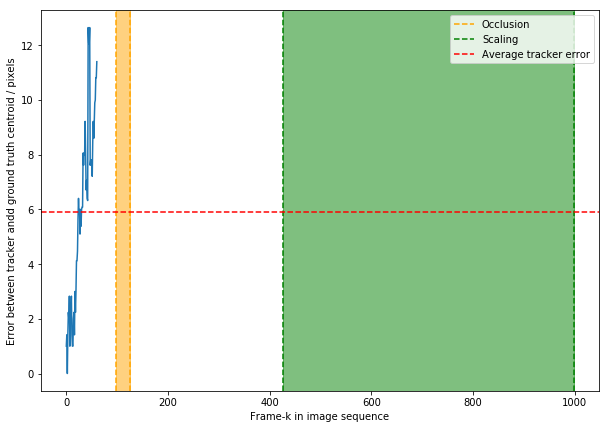 Occlusion
Scaling
Average tracker error
Error between tracker andd ground truth centroid / pixels
12
10
8
6
4
2
0
0 200 400 600 800 1000
Frame-k in image sequence